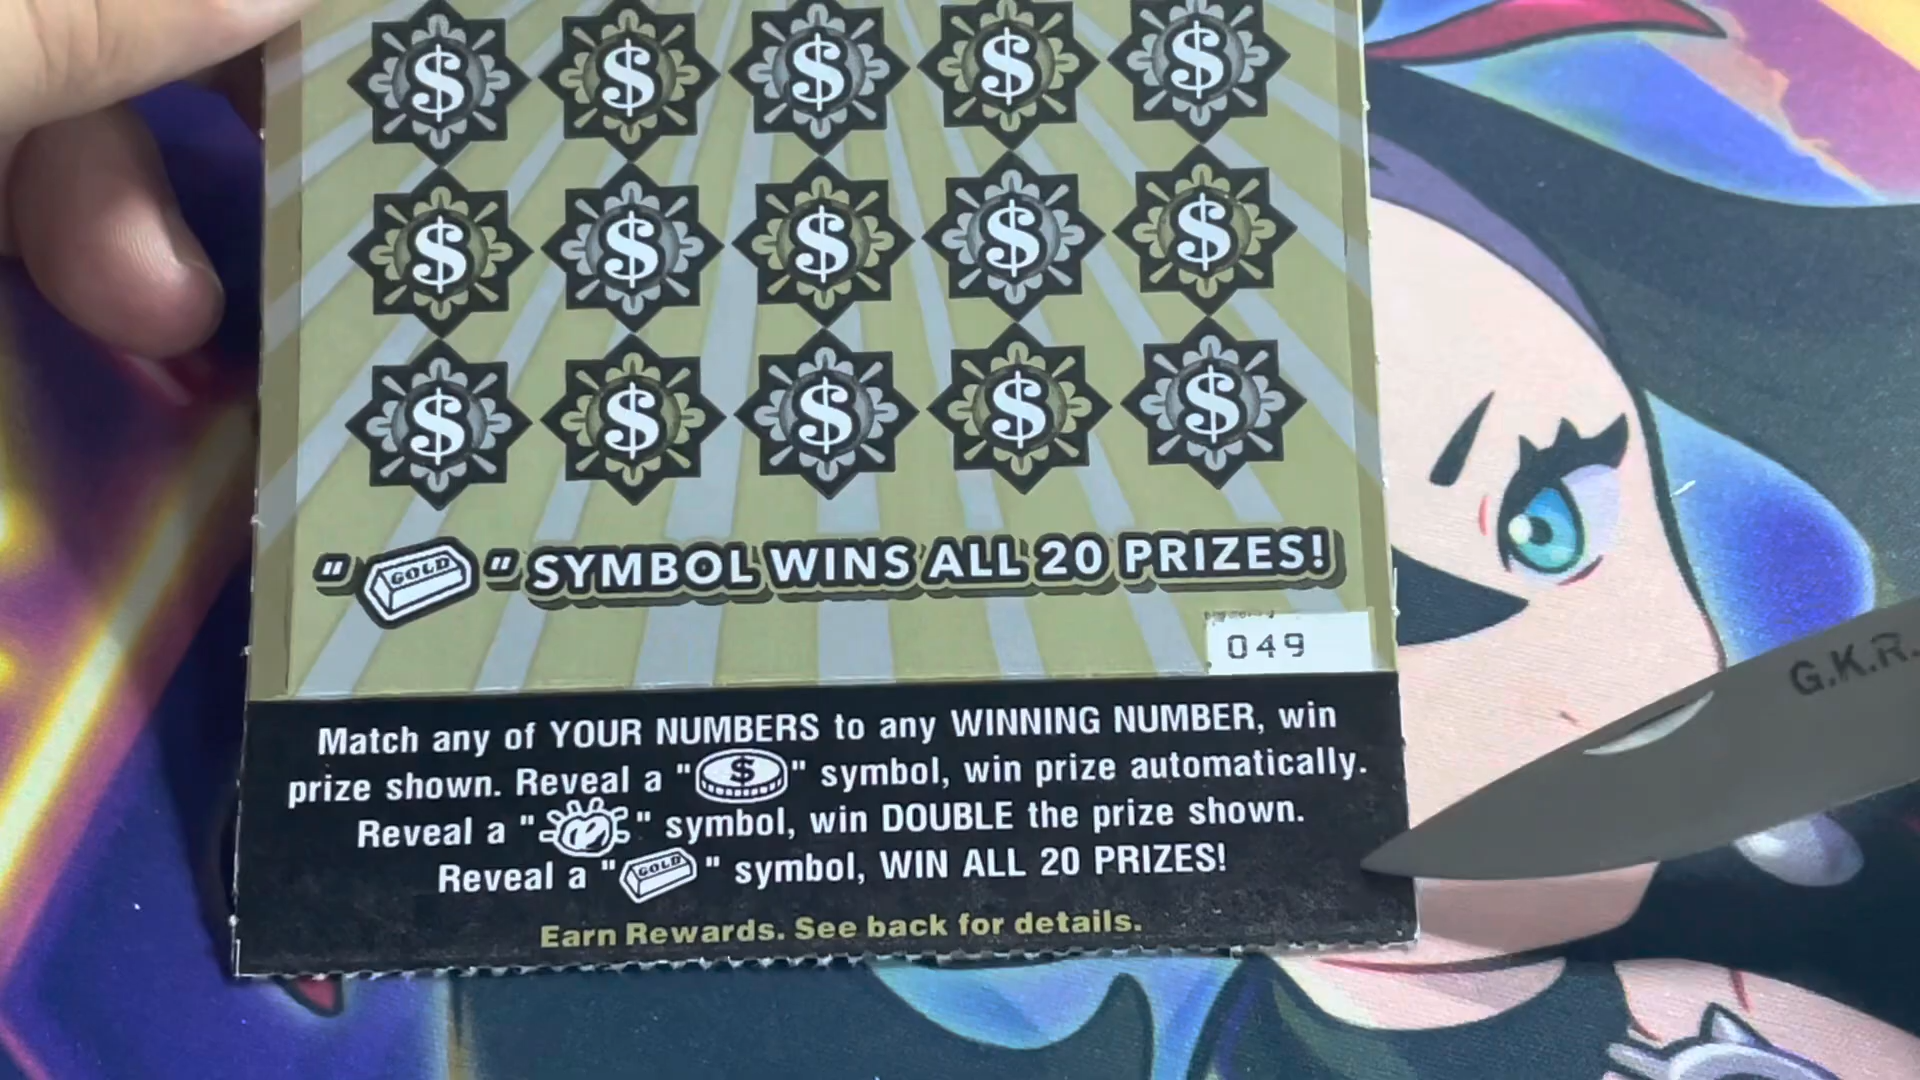 $ $ $ $ $
$ $ $ $ $
$ $ $ $ $
"GOLD" SYMBOL WINS ALL 20 PRIZES!
049
Match any of YOUR NUMBERS to any WINNING NUMBER, win
prize shown. Reveal a "$" symbol, win prize automatically.
Reveal a " " symbol, win DOUBLE the prize shown.
Reveal a "GOLD" symbol, WIN ALL 20 PRIZES!
Earn Rewards. See back for details.
G.K.R.